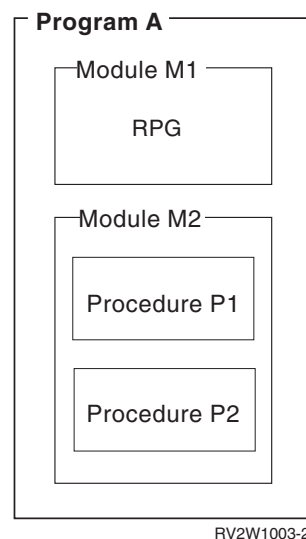 Program A
Module M1
RPG
Module M2
Procedure P1
Procedure P2
RV2W1003-2